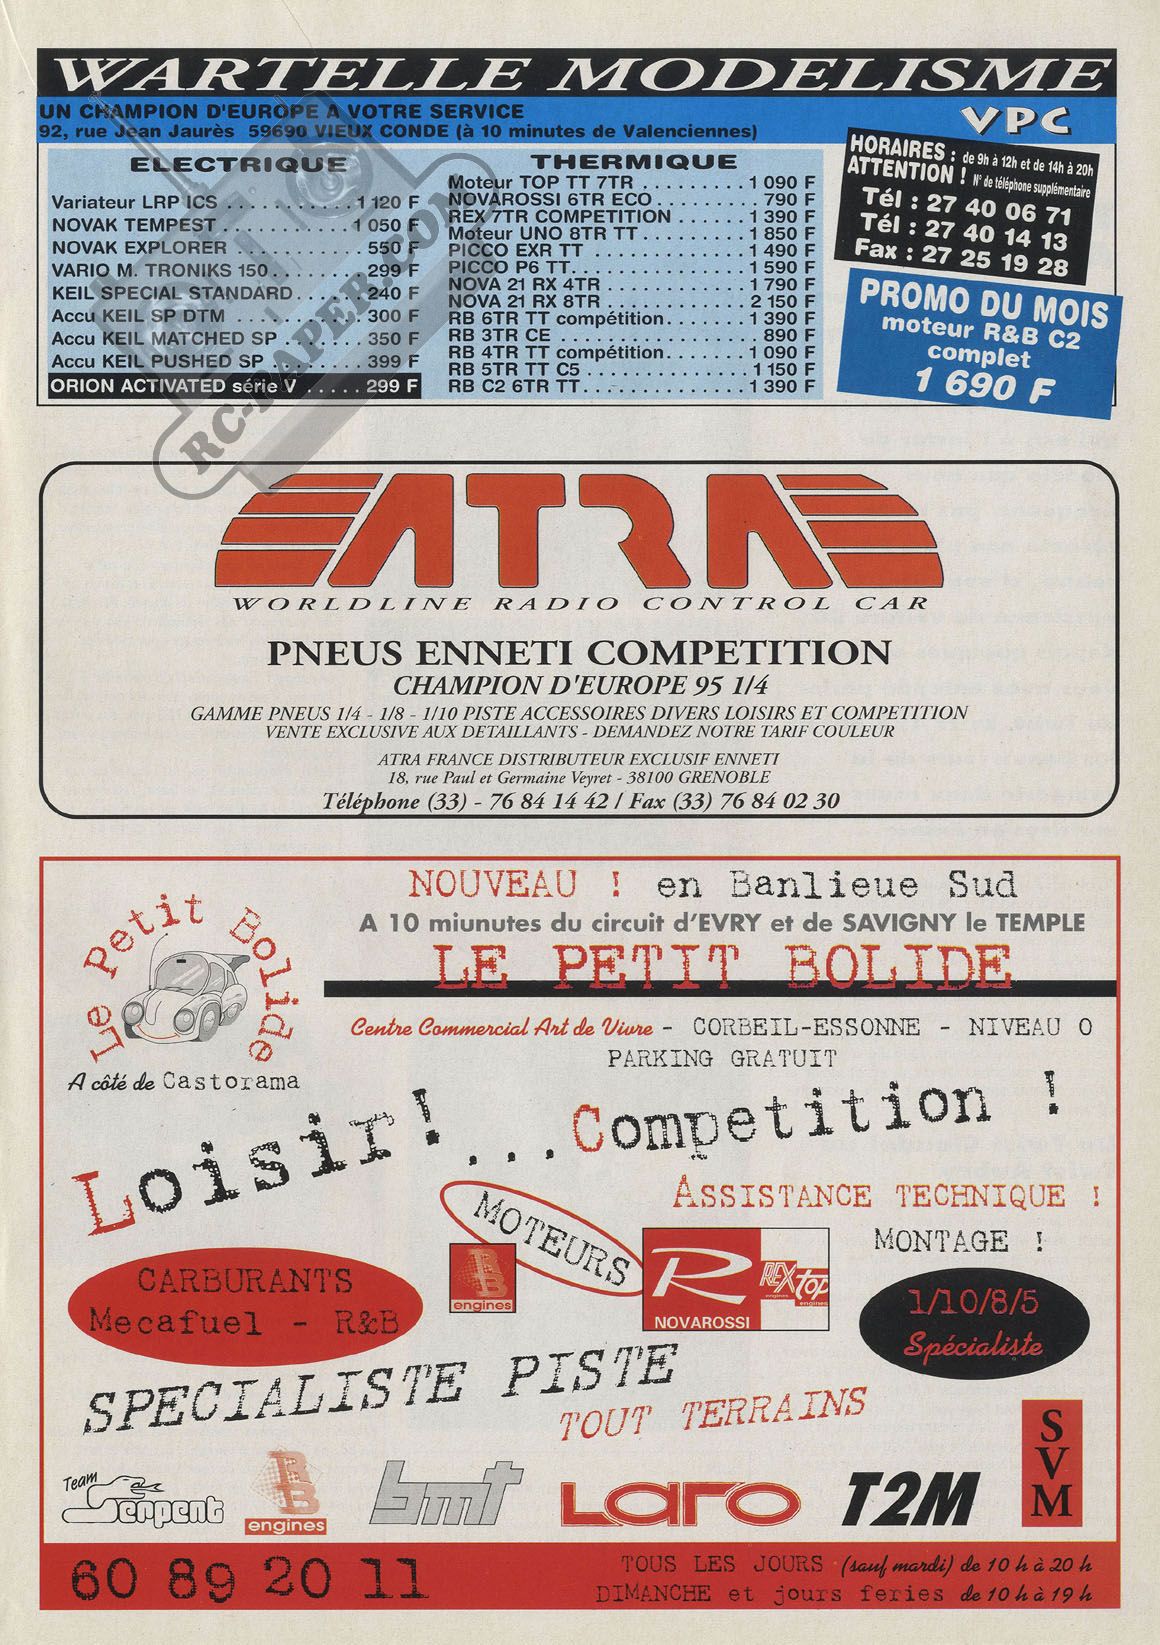 WARTELLE MODELISME
UN CHAMPION D'EUROPE A VOTRE SERVICE
92, rue Jean Jaurès 59690 VIEUX CONDE (à 10 minutes de Valenciennes)
VPC
ELECTRIQUE
Variateur LRP ICS . . . . . . . . . . . 1 120 F
NOVAK TEMPEST . . . . . . . . . . . 1 050 F
NOVAK EXPLORER . . . . . . . . . . . 550 F
VARIO M. TRONIKS 150 . . . . . . . . 299 F
KEIL SPECIAL STANDARD . . . . . . 240 F
Accu KEIL SP DTM . . . . . . . . . . . 300 F
Accu KEIL MATCHED SP . . . . . . . 350 F
Accu KEIL PUSHED SP . . . . . . . . 399 F
ORION ACTIVATED série V . . . . . 299 F
THERMIQUE
Moteur TOP TT 7TR . . . . . . . . . 1 090 F
NOVAROSSI 6TR ECO . . . . . . . . . 790 F
REX 7TR COMPETITION . . . . . . . 1 390 F
Moteur UNO 8TR TT . . . . . . . . . 1 850 F
PICCO EXR TT . . . . . . . . . . . . . 1 490 F
PICCO P6 TT . . . . . . . . . . . . . . 1 590 F
NOVA 21 RX 4TR . . . . . . . . . . . . 1 790 F
NOVA 21 RX 8TR . . . . . . . . . . . . 2 150 F
RB 6TR TT compétition . . . . . . . . 1 390 F
RB 3TR CE . . . . . . . . . . . . . . . . 890 F
RB 4TR TT compétition . . . . . . . . 1 090 F
RB 5TR TT C5 . . . . . . . . . . . . . . 1 150 F
RB C2 6TR TT . . . . . . . . . . . . . . 1 390 F
HORAIRES : de 9h à 12h et de 14h à 20h
ATTENTION ! N° de téléphone supplémentaire
Tél : 27 40 06 71
Tél : 27 40 14 13
Fax : 27 25 19 28
PROMO DU MOIS
moteur R&B C2
complet
1 690 F
RC-PAPER.COM
ATRA
WORLDLINE RADIO CONTROL CAR
PNEUS ENNETI COMPETITION
CHAMPION D'EUROPE 95 1/4
GAMME PNEUS 1/4 - 1/8 - 1/10 PISTE ACCESSOIRES DIVERS LOISIRS ET COMPETITION
VENTE EXCLUSIVE AUX DETAILLANTS - DEMANDEZ NOTRE TARIF COULEUR
ATRA FRANCE DISTRIBUTEUR EXCLUSIF ENNETI
18, rue Paul et Germaine Veyret - 38100 GRENOBLE
Téléphone (33) - 76 84 14 42 / Fax (33) 76 84 02 30
Le Petit Bolide
A côté de Castorama
NOUVEAU ! en Banlieue Sud
A 10 miunutes du circuit d'EVRY et de SAVIGNY le TEMPLE
LE PETIT BOLIDE
Centre Commercial Art de Vivre - CORBEIL-ESSONNE - NIVEAU 0
PARKING GRATUIT
Loisir! ...Competition !
ASSISTANCE TECHNIQUE !
MOTEURS
MONTAGE !
RB engines
R NOVAROSSI
REX engines
top engines
CARBURANTS
Mecafuel - R&B
1/10/8/5
Spécialiste
SPECIALISTE PISTE
TOUT TERRAINS
Team Serpent
RB engines
bmt
LARO
T2M
SVM
60 89 20 11
TOUS LES JOURS (sauf mardi) de 10 h à 20 h
DIMANCHE et jours feries de 10 h à 19 h